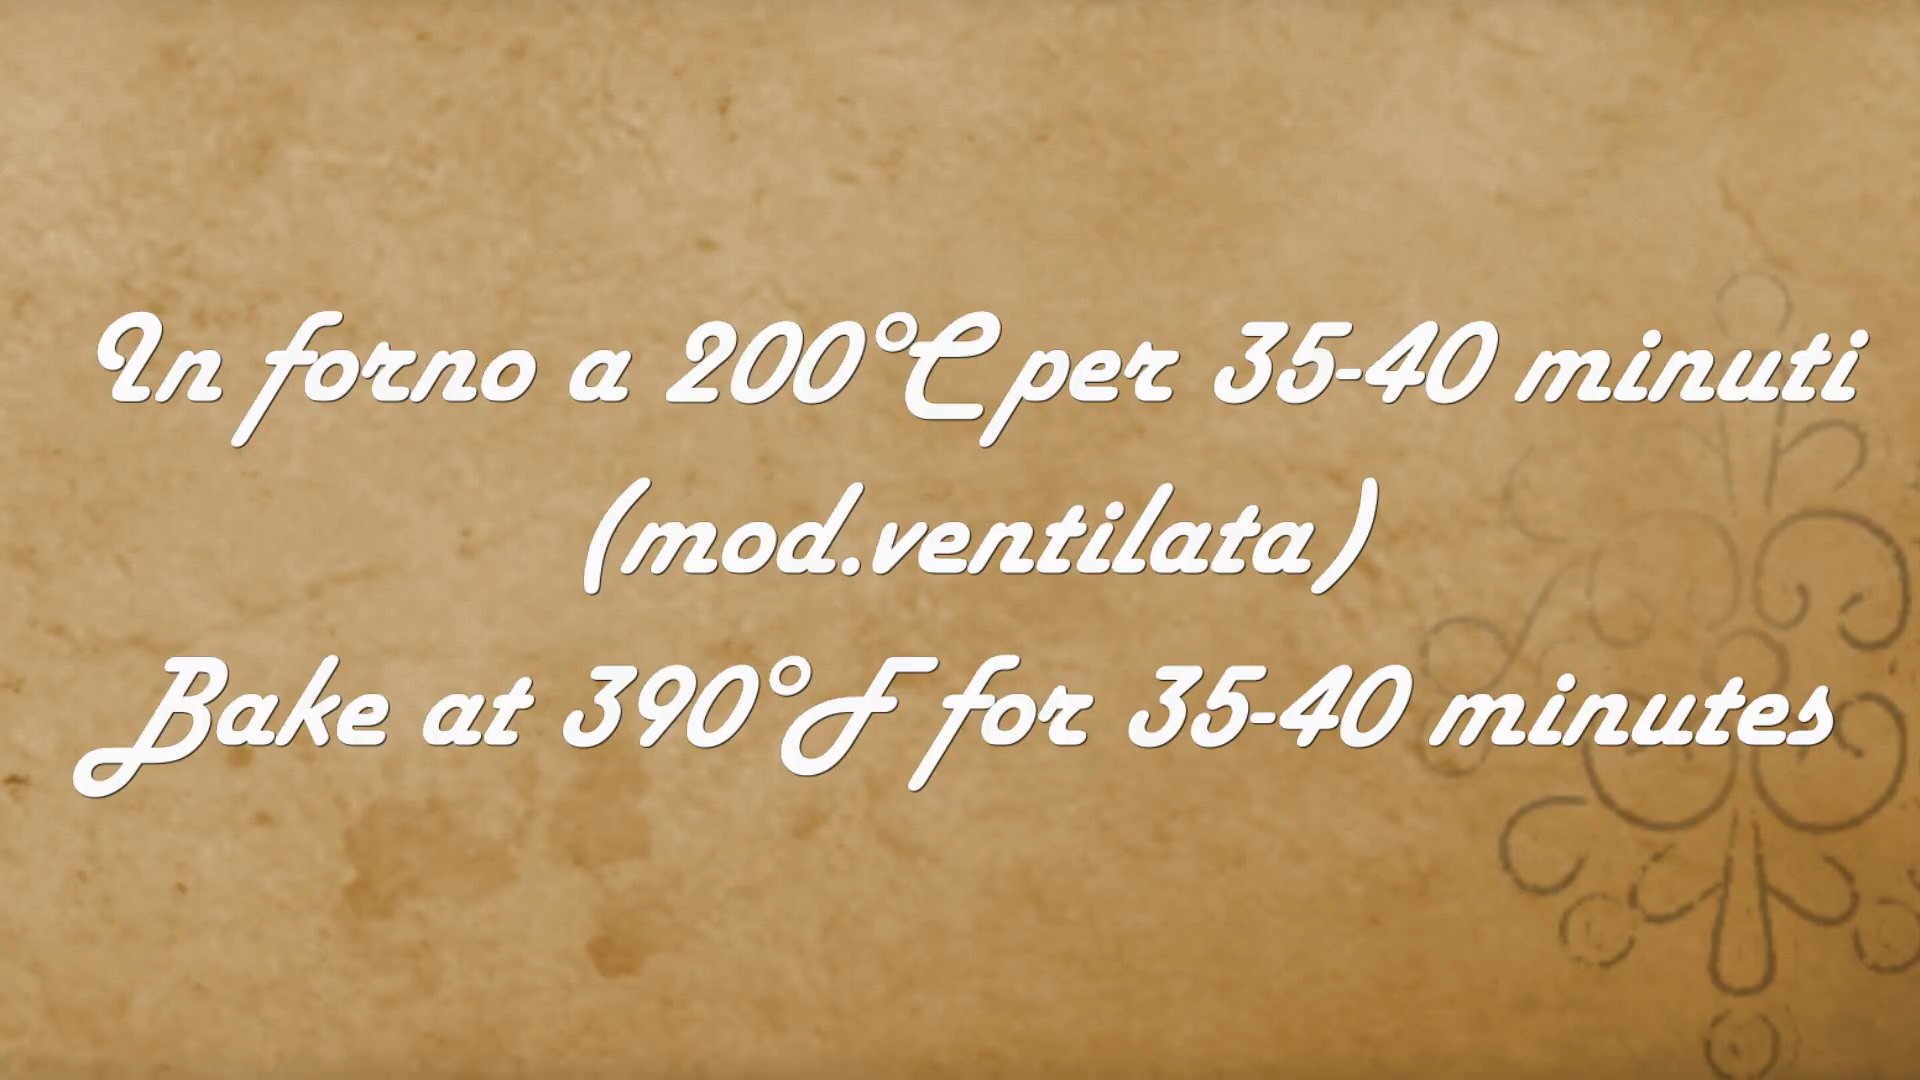 In forno a 200°C per 35-40 minuti
(mod.ventilata)
Bake at 390°F for 35-40 minutes